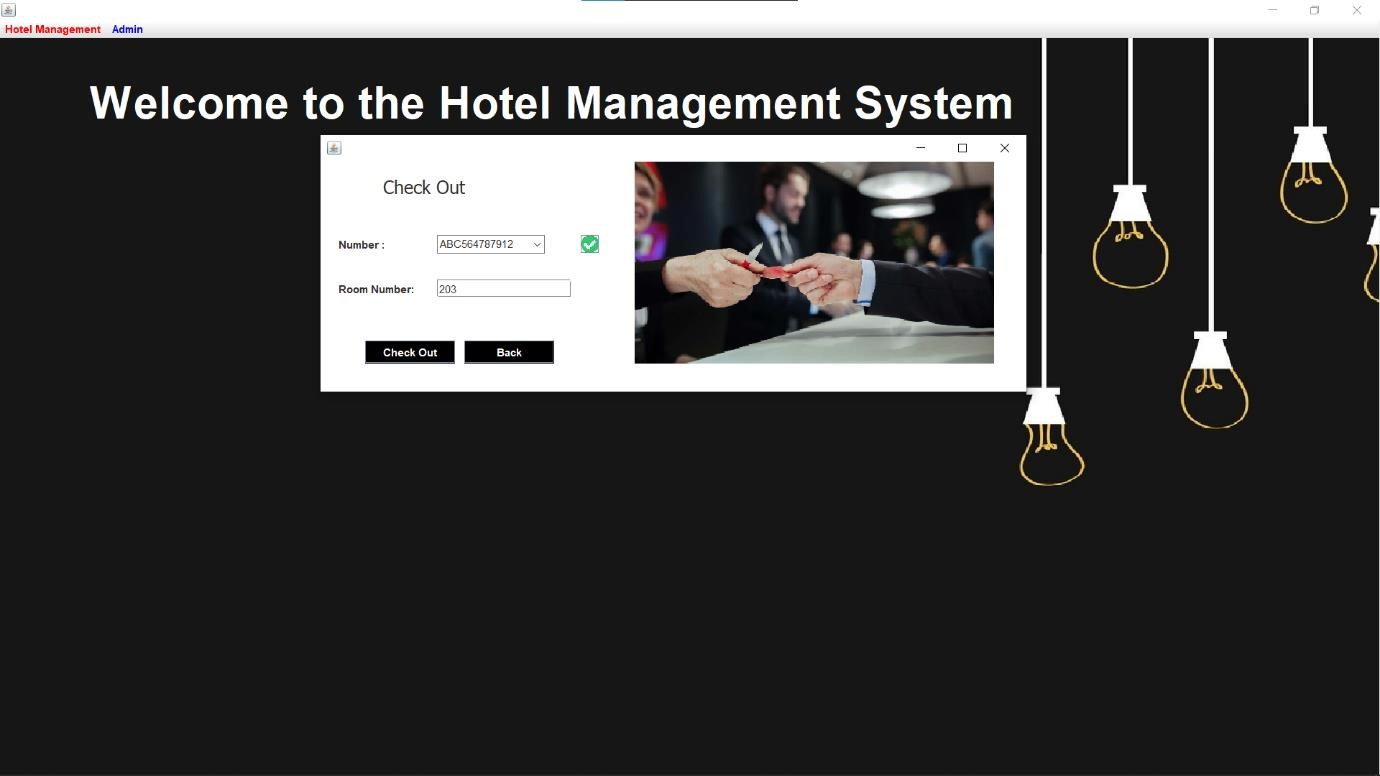 Hotel Management Admin
Welcome to the Hotel Management System
Check Out
Number : ABC564787912
Room Number: 203
Check Out Back